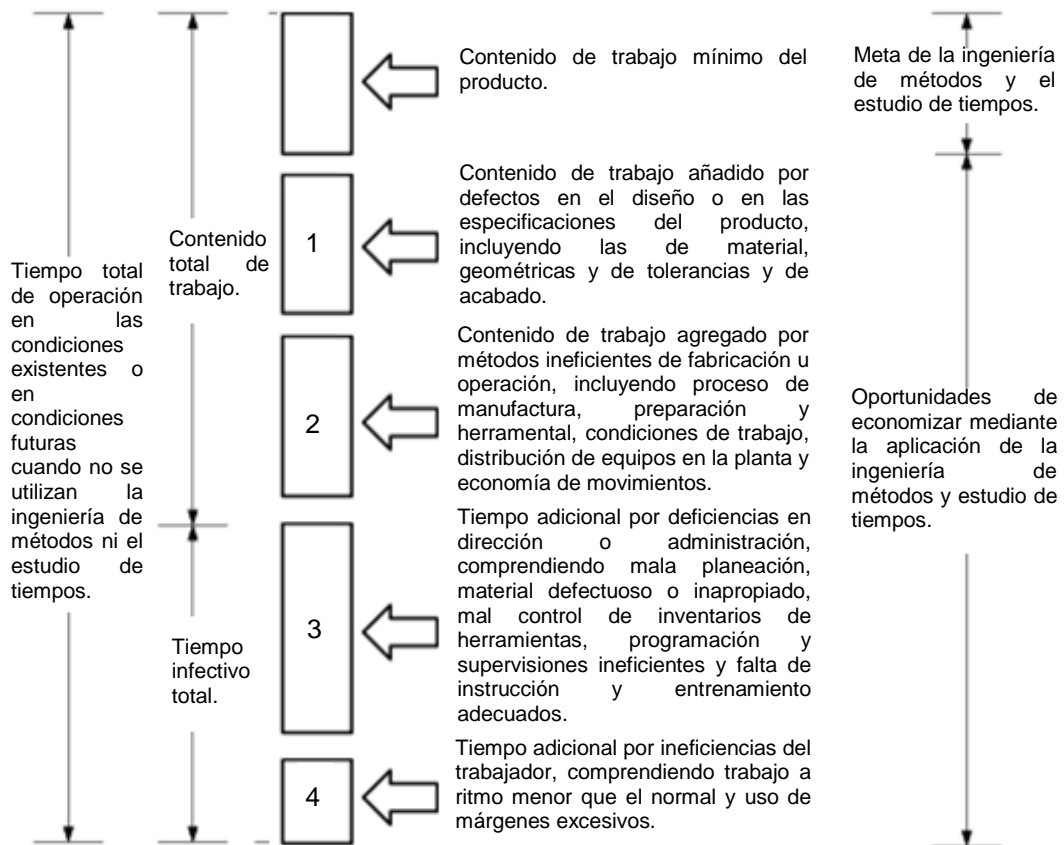 Tiempo total
de operación
en las
condiciones
existentes o
en
condiciones
futuras
cuando no se
utilizan la
ingeniería de
métodos ni el
estudio de
tiempos.
Contenido
total de
trabajo.
Tiempo
infectivo
total.
Contenido de trabajo mínimo del
producto.
1
Contenido de trabajo añadido por
defectos en el diseño o en las
especificaciones del producto,
incluyendo las de material,
geométricas y de tolerancias y de
acabado.
2
Contenido de trabajo agregado por
métodos ineficientes de fabricación u
operación, incluyendo proceso de
manufactura, preparación y
herramental, condiciones de trabajo,
distribución de equipos en la planta y
economía de movimientos.
3
Tiempo adicional por deficiencias en
dirección o administración,
comprendiendo mala planeación,
material defectuoso o inapropiado,
mal control de inventarios de
herramientas, programación y
supervisiones ineficientes y falta de
instrucción y entrenamiento
adecuados.
4
Tiempo adicional por ineficiencias del
trabajador, comprendiendo trabajo a
ritmo menor que el normal y uso de
márgenes excesivos.
Meta de la ingeniería
de métodos y el
estudio de tiempos.
Oportunidades de
economizar mediante
la aplicación de la
ingeniería de
métodos y estudio de
tiempos.